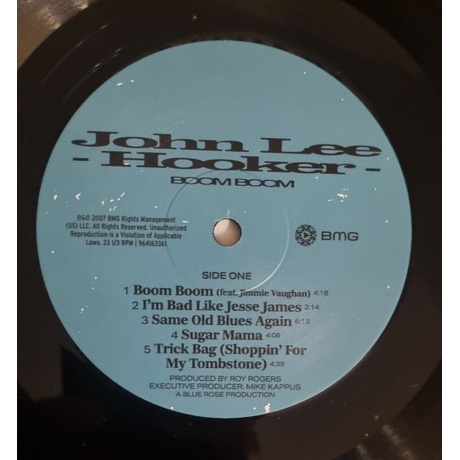 John Lee
- Hooker -
BOOM BOOM
℗© 2007 BMG Rights Management
(US) LLC. All Rights Reserved. Unauthorized
Reproduction is a Violation of Applicable
Laws. 33 1/3 RPM | 964163361
BMG
SIDE ONE
1 Boom Boom (feat. Jimmie Vaughan) 4:18
2 I'm Bad Like Jesse James 2:14
3 Same Old Blues Again 6:13
4 Sugar Mama 4:06
5 Trick Bag (Shoppin' For
My Tombstone) 4:39
PRODUCED BY ROY ROGERS
EXECUTIVE PRODUCER: MIKE KAPPUS
A BLUE ROSE PRODUCTION